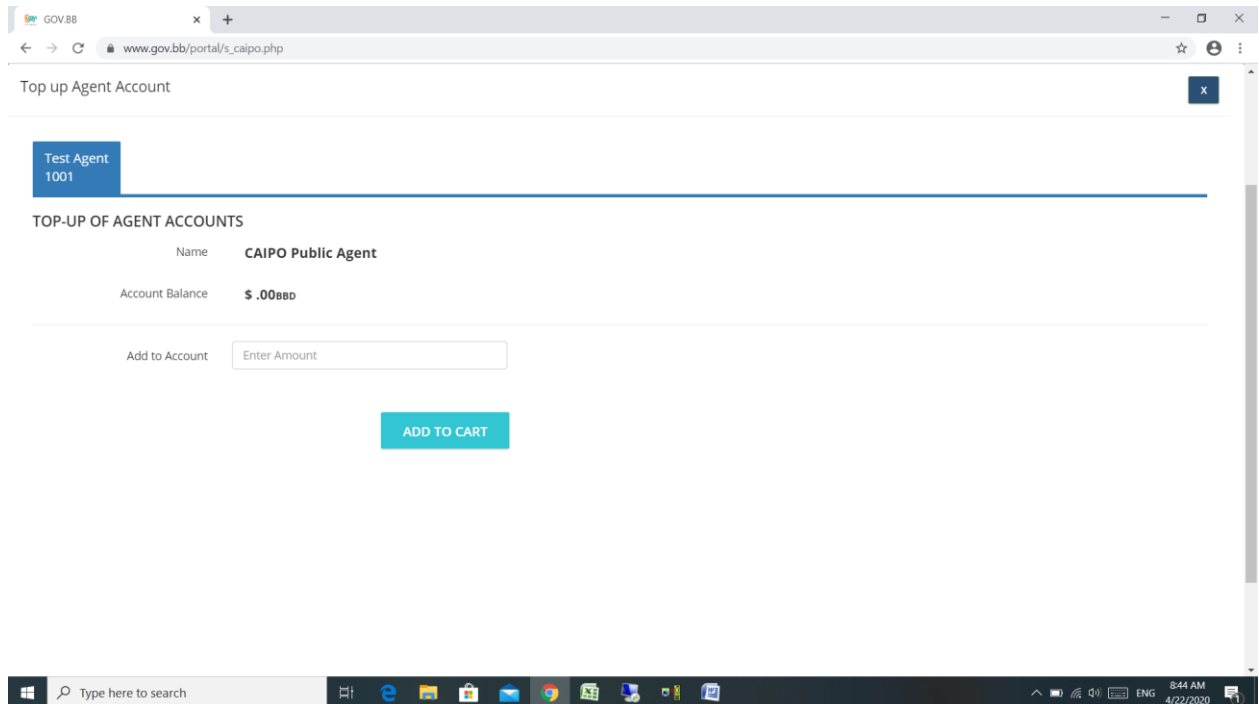 GOV.BB
www.gov.bb/portal/s_caipo.php
Top up Agent Account
x
Test Agent
1001
TOP-UP OF AGENT ACCOUNTS
Name CAIPO Public Agent
Account Balance $ .00BBD
Add to Account Enter Amount
ADD TO CART
Type here to search
ENG
8:44 AM
4/22/2020